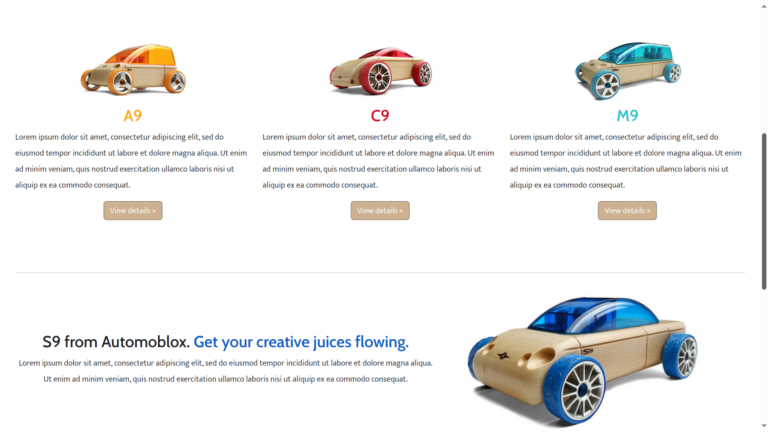 A9
Lorem ipsum dolor sit amet, consectetur adipiscing elit, sed do
eiusmod tempor incididunt ut labore et dolore magna aliqua. Ut enim
ad minim veniam, quis nostrud exercitation ullamco laboris nisi ut
aliquip ex ea commodo consequat.
View details »
C9
Lorem ipsum dolor sit amet, consectetur adipiscing elit, sed do
eiusmod tempor incididunt ut labore et dolore magna aliqua. Ut enim
ad minim veniam, quis nostrud exercitation ullamco laboris nisi ut
aliquip ex ea commodo consequat.
View details »
M9
Lorem ipsum dolor sit amet, consectetur adipiscing elit, sed do
eiusmod tempor incididunt ut labore et dolore magna aliqua. Ut enim
ad minim veniam, quis nostrud exercitation ullamco laboris nisi ut
aliquip ex ea commodo consequat.
View details »
S9 from Automoblox. Get your creative juices flowing.
Lorem ipsum dolor sit amet, consectetur adipiscing elit, sed do eiusmod tempor incididunt ut labore et dolore magna aliqua.
Ut enim ad minim veniam, quis nostrud exercitation ullamco laboris nisi ut aliquip ex ea commodo consequat.
S9